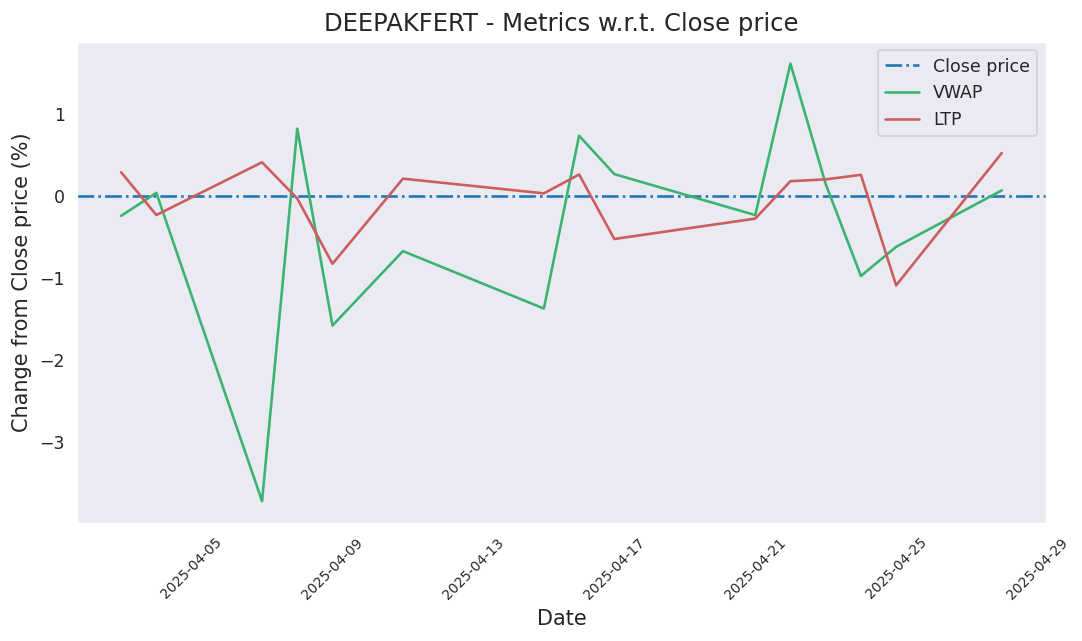 DEEPAKFERT - Metrics w.r.t. Close price
Close price
VWAP
LTP
Change from Close price (%)
1
0
−1
−2
−3
2025-04-05
2025-04-09
2025-04-13
2025-04-17
2025-04-21
2025-04-25
2025-04-29
Date